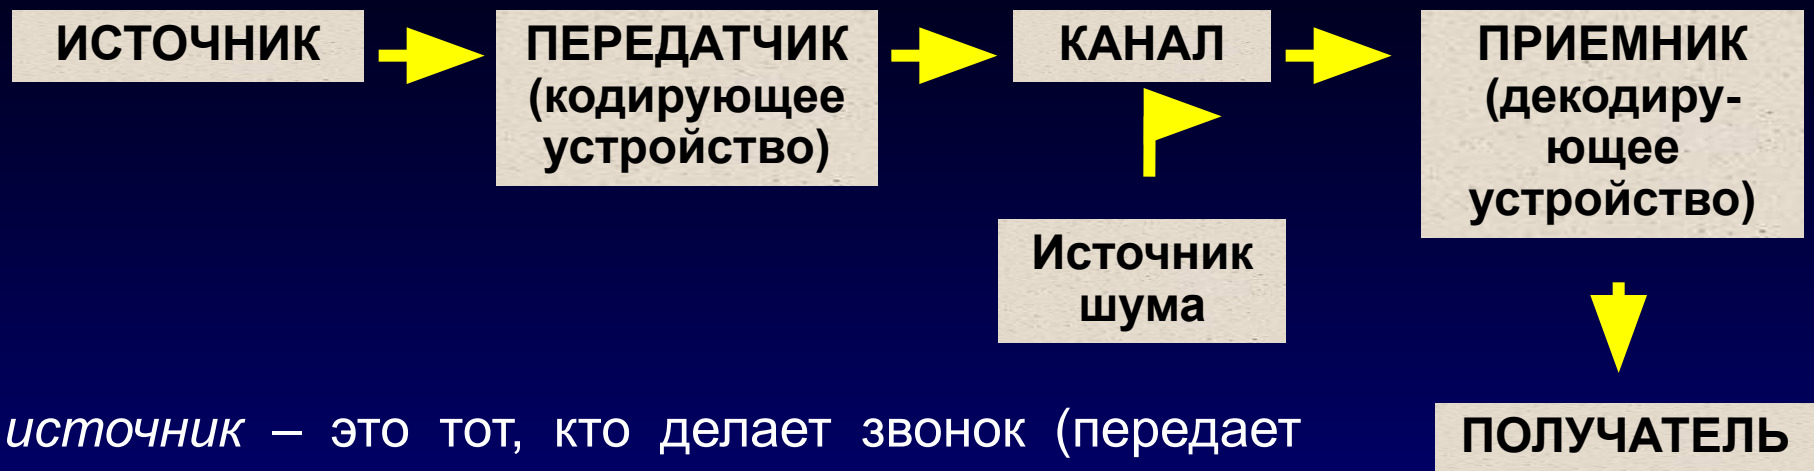 ИСТОЧНИК
ПЕРЕДАТЧИК
(кодирующее
устройство)
КАНАЛ
ПРИЕМНИК
(декодиру-
ющее
устройство)
Источник
шума
источник – это тот, кто делает звонок (передает
ПОЛУЧАТЕЛЬ